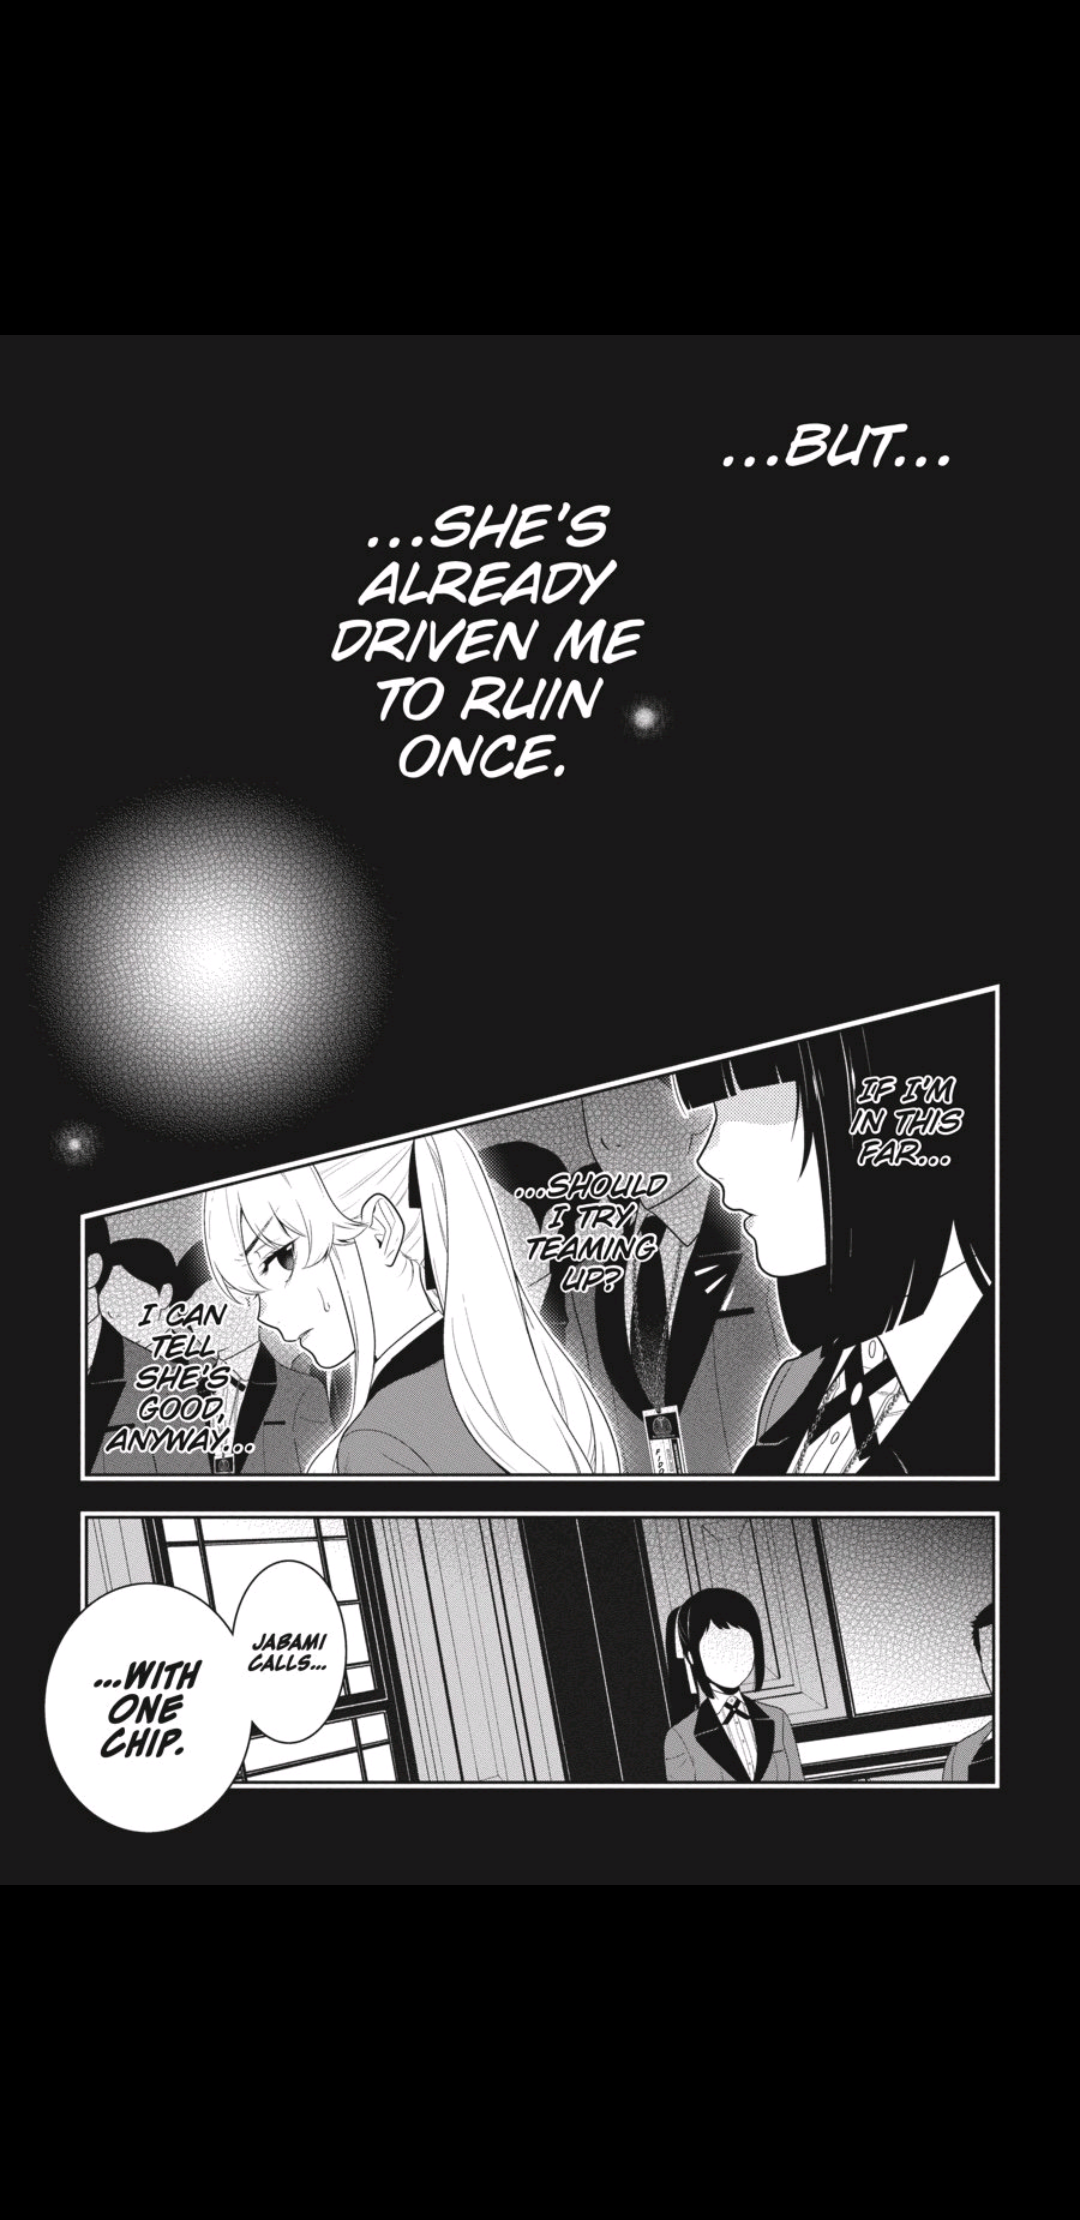 ...BUT...
...SHE'S
ALREADY
DRIVEN ME
TO RUIN
ONCE.
IF I'M
IN THIS
FAR...
...SHOULD
I TRY
TEAMING
UP?
I CAN
TELL
SHE'S
GOOD,
ANYWAY...
JABAMI
CALLS...
...WITH
ONE
CHIP.